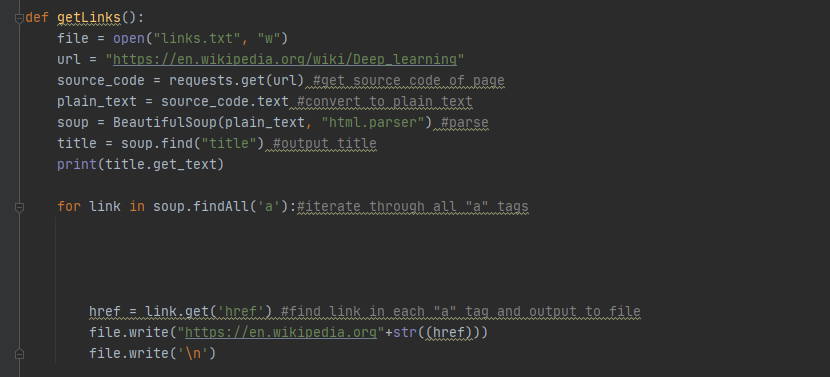 def getLinks():
file = open("links.txt", "w")
url = "https://en.wikipedia.org/wiki/Deep_learning"
source_code = requests.get(url) #get source code of page
plain_text = source_code.text #convert to plain text
soup = BeautifulSoup(plain_text, "html.parser") #parse
title = soup.find("title") #output title
print(title.get_text)
for link in soup.findAll('a'):#iterate through all "a" tags
href = link.get('href') #find link in each "a" tag and output to file
file.write("https://en.wikipedia.org"+str((href)))
file.write('\n')